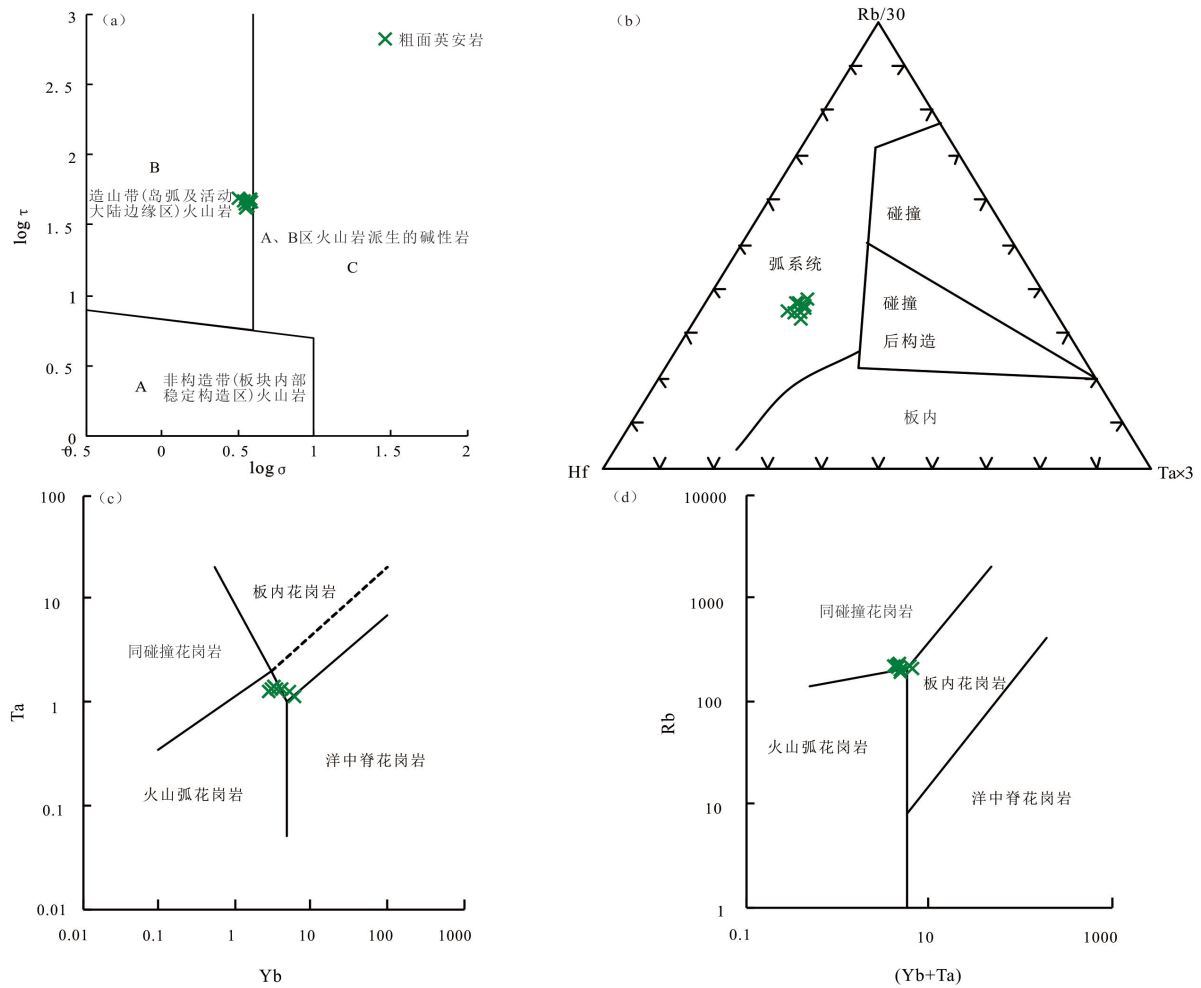 (a)
粗面英安岩
3
2.5
2
1.5
1
0.5
0
-0.5
0
0.5
1
1.5
2
log τ
log σ
B
造山带(岛弧及活动
大陆边缘区)火山岩
A、B区火山岩派生的碱性岩
C
A
非构造带(板块内部
稳定构造区)火山岩
(b)
Rb/30
碰撞
弧系统
碰撞
后构造
板内
Hf
Ta×3
(c)
100
10
1
0.1
0.01
0.01
0.1
1
10
100
1000
Ta
Yb
板内花岗岩
同碰撞花岗岩
洋中脊花岗岩
火山弧花岗岩
(d)
10000
1000
100
10
1
0.1
10
1000
Rb
(Yb+Ta)
同碰撞花岗岩
板内花岗岩
火山弧花岗岩
洋中脊花岗岩